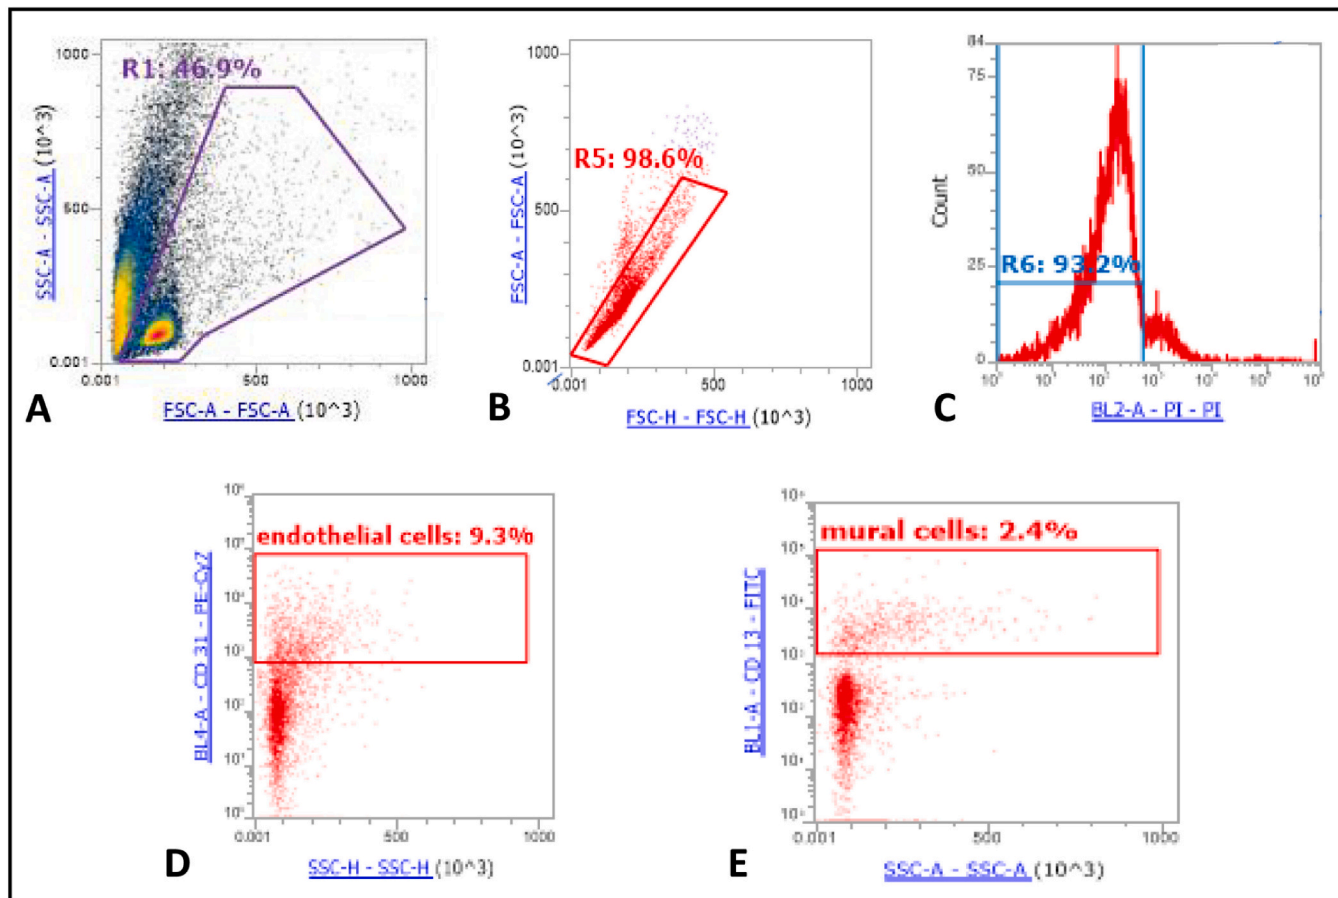 1000
R1: 46.9%
SSC-A - SSC-A (10^3)
500
0.001
0.001 500 1000
FSC-A - FSC-A (10^3)
A
1000
R5: 98.6%
FSC-A - FSC-A (10^3)
500
0.001
0.001 500 1000
FSC-H - FSC-H (10^3)
B
84
75
Count
50
25
R6: 93.2%
0
BL2-A - PI - PI
C
endothelial cells: 9.3%
BL4-A - CD 31 - PE-Cy7
0.001 500 1000
SSC-H - SSC-H (10^3)
D
mural cells: 2.4%
BL1-A - CD 13 - FITC
0.001 500 1000
SSC-A - SSC-A (10^3)
E